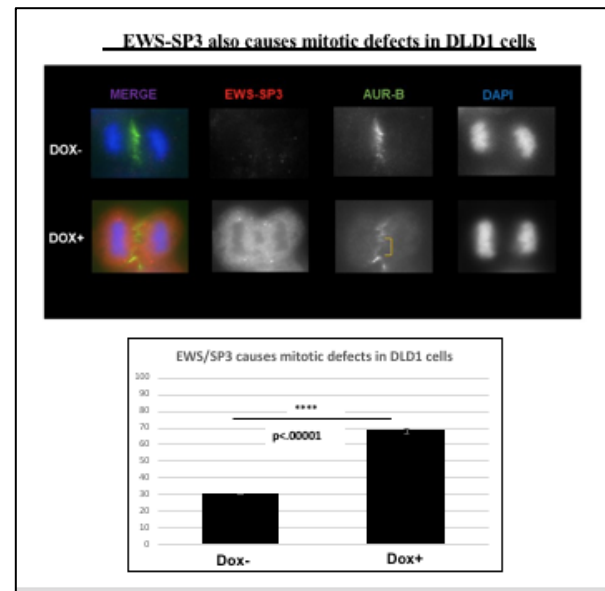 EWS-SP3 also causes mitotic defects in DLD1 cells
MERGE EWS-SP3 AUR-B DAPI
DOX-
DOX+
EWS/SP3 causes mitotic defects in DLD1 cells
100
90
80
70
60
50
40
30
20
10
0
****
p<.00001
Dox- Dox+